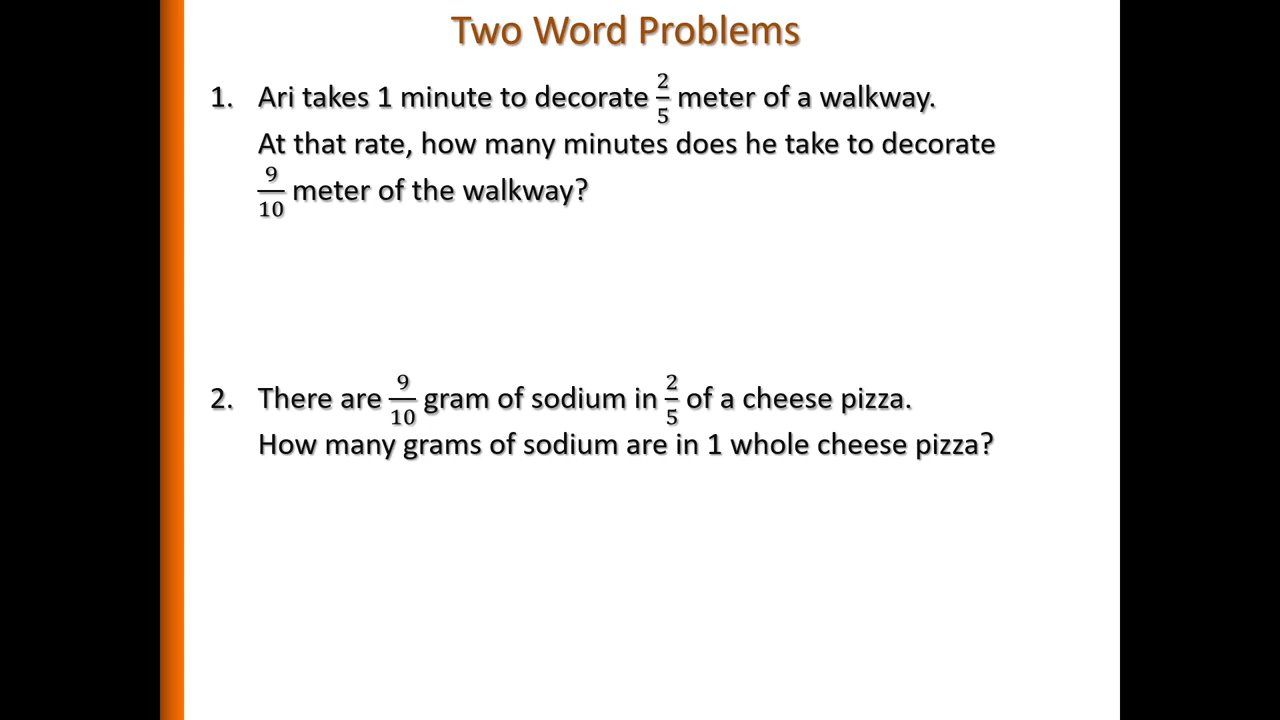 Two Word Problems
1. Ari takes 1 minute to decorate 2/5 meter of a walkway.
At that rate, how many minutes does he take to decorate
9/10 meter of the walkway?
2. There are 9/10 gram of sodium in 2/5 of a cheese pizza.
How many grams of sodium are in 1 whole cheese pizza?